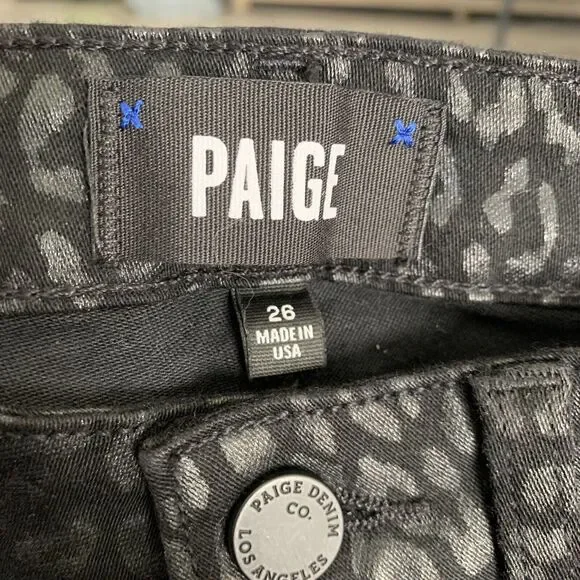 PAIGE
26
MADE IN
USA
PAIGE DENIM
CO.
LOS ANGELES